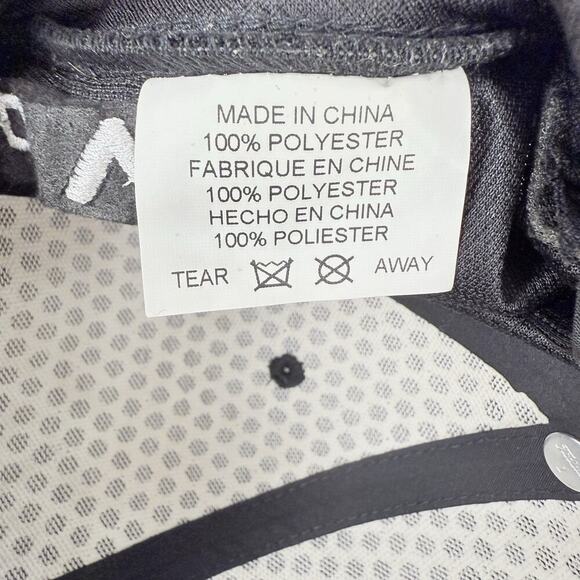 MADE IN CHINA
100% POLYESTER
FABRIQUE EN CHINE
100% POLYESTER
HECHO EN CHINA
100% POLIESTER
TEAR AWAY